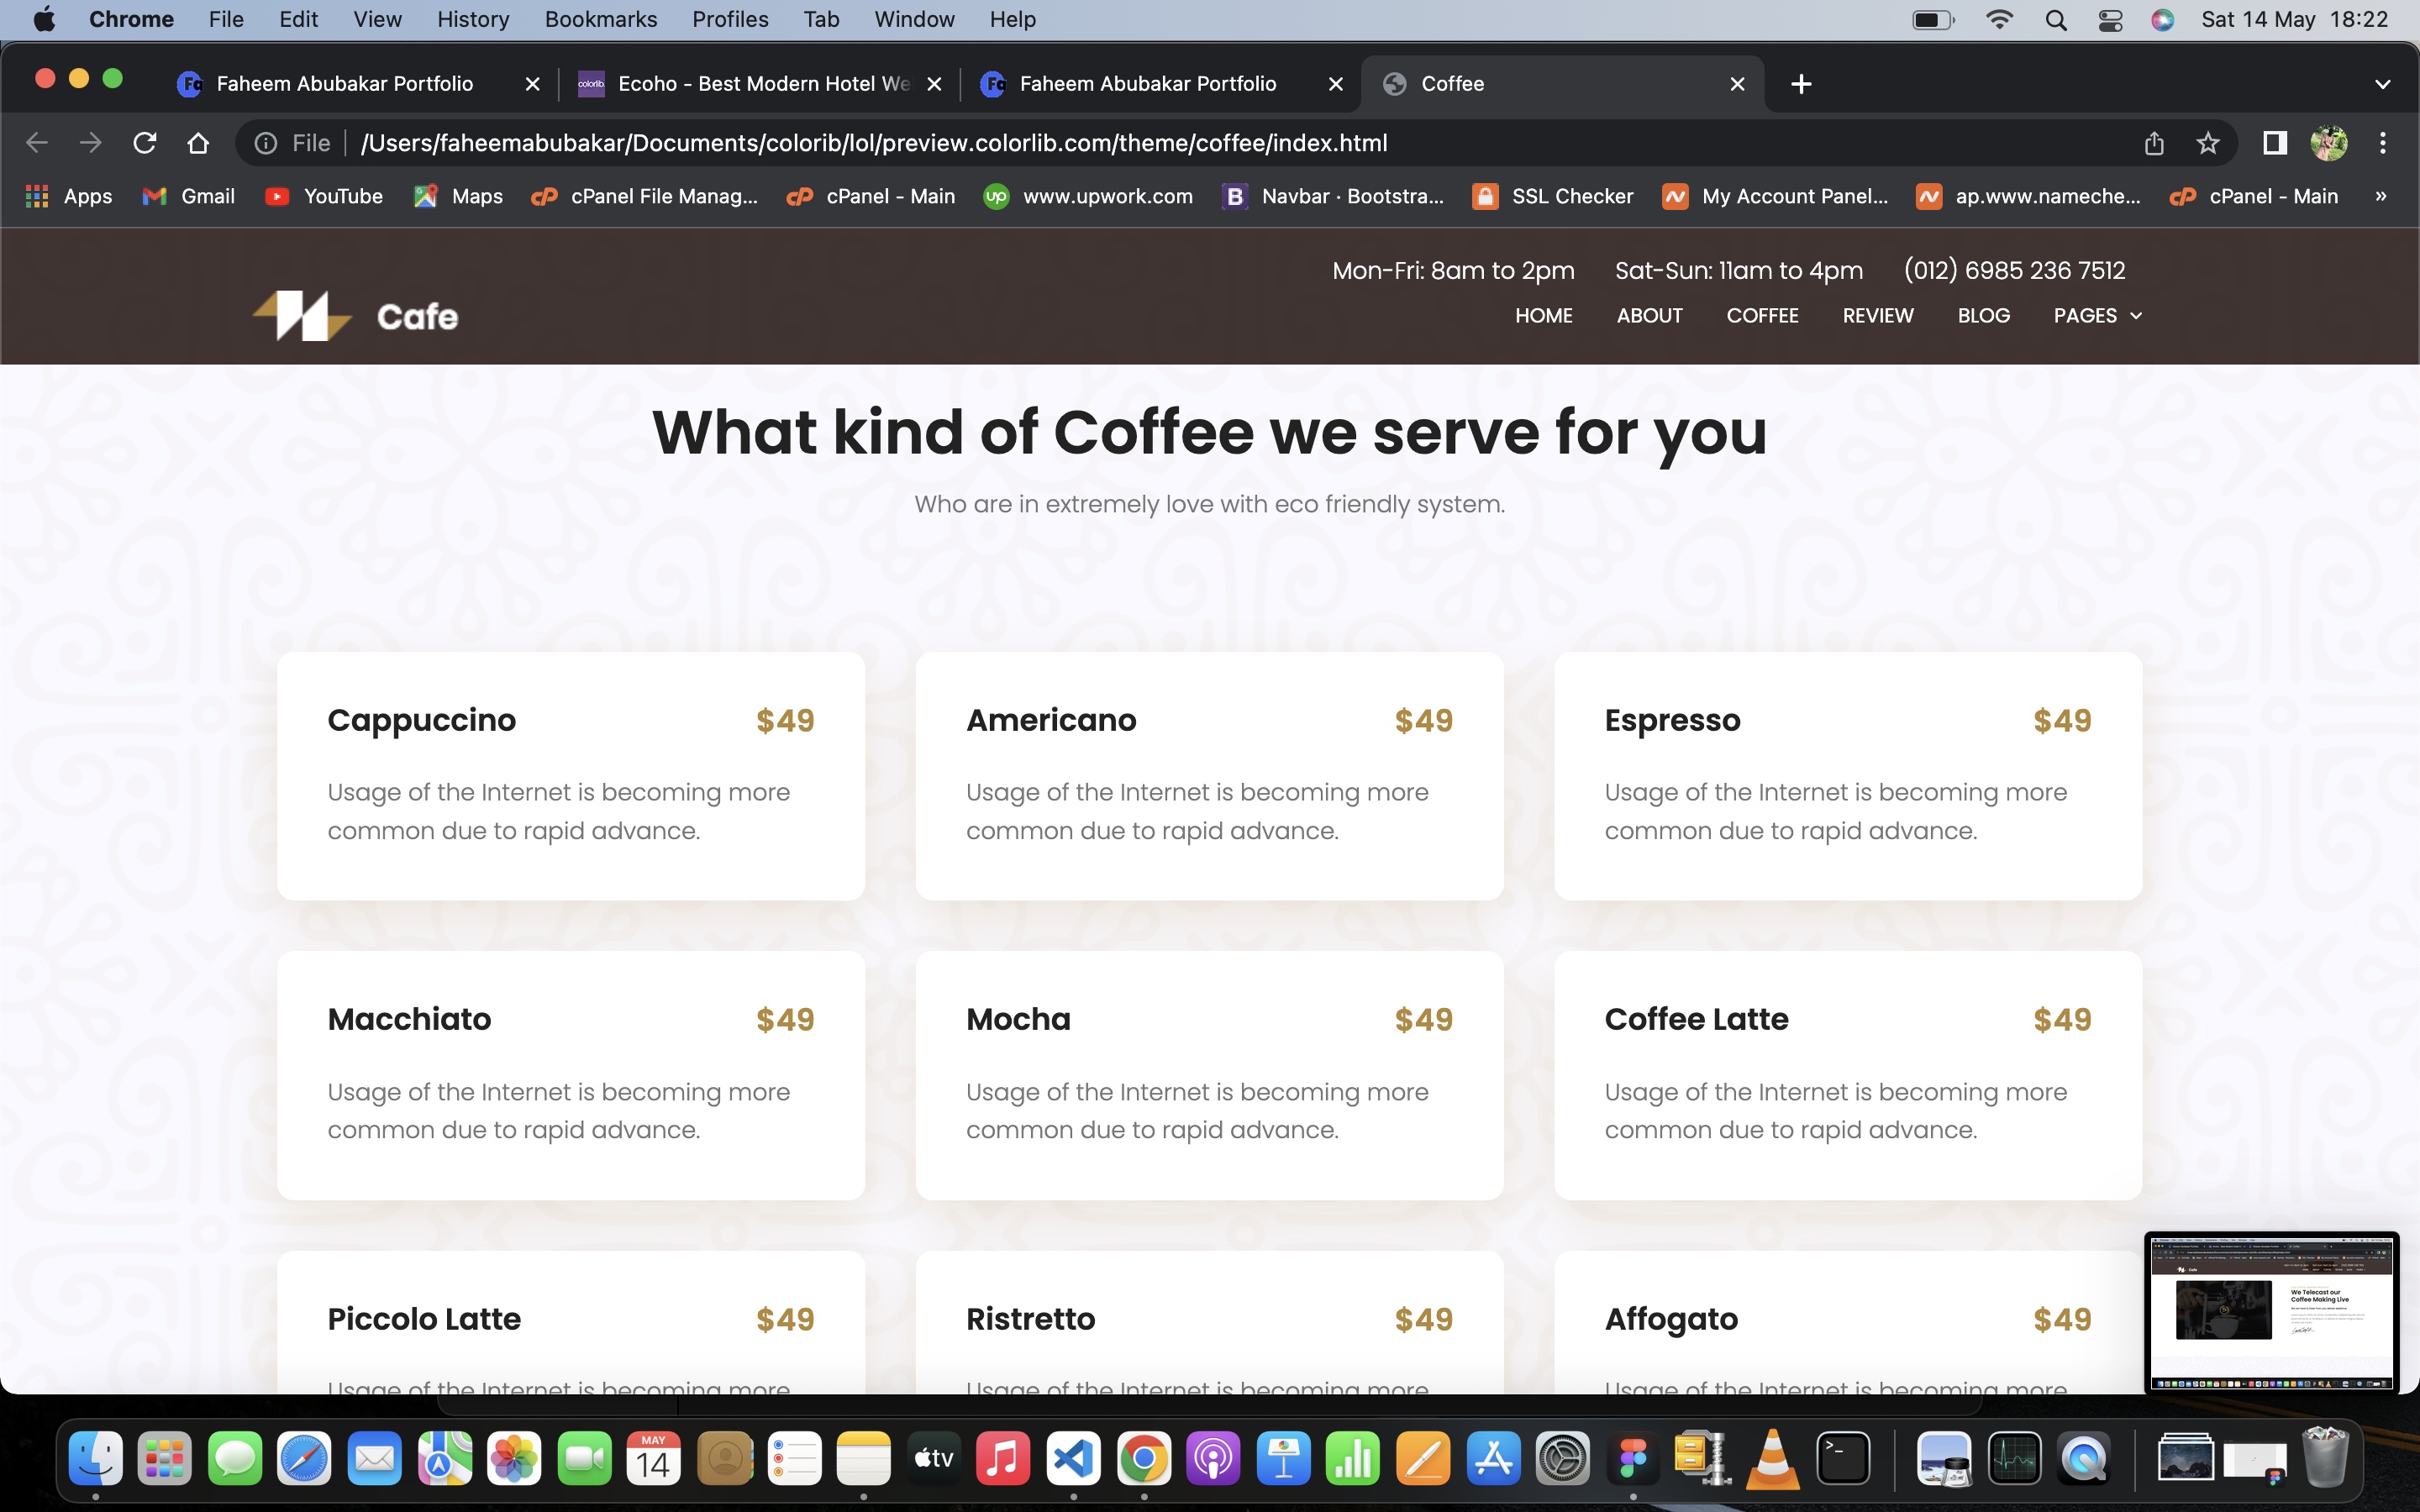 Chrome File Edit View History Bookmarks Profiles Tab Window Help Sat 14 May 18:22
Faheem Abubakar Portfolio Ecoho - Best Modern Hotel We Faheem Abubakar Portfolio Coffee
File /Users/faheemabubakar/Documents/colorib/lol/preview.colorlib.com/theme/coffee/index.html
Apps Gmail YouTube Maps cPanel File Manag... cPanel - Main www.upwork.com Navbar · Bootstra... SSL Checker My Account Panel... ap.www.nameche... cPanel - Main »
Mon-Fri: 8am to 2pm Sat-Sun: 11am to 4pm (012) 6985 236 7512
Cafe
HOME ABOUT COFFEE REVIEW BLOG PAGES
What kind of Coffee we serve for you
Who are in extremely love with eco friendly system.
Cappuccino $49
Usage of the Internet is becoming more
common due to rapid advance.
Americano $49
Usage of the Internet is becoming more
common due to rapid advance.
Espresso $49
Usage of the Internet is becoming more
common due to rapid advance.
Macchiato $49
Usage of the Internet is becoming more
common due to rapid advance.
Mocha $49
Usage of the Internet is becoming more
common due to rapid advance.
Coffee Latte $49
Usage of the Internet is becoming more
common due to rapid advance.
Piccolo Latte $49
Usage of the Internet is becoming more
Ristretto $49
Usage of the Internet is becoming more
Affogato $49
Usage of the Internet is becoming more
We Telecast our
Coffee Making Live
MAY
14
tv